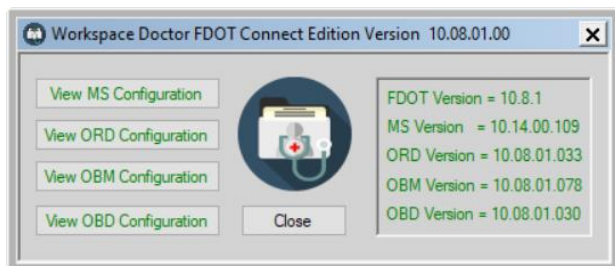 Workspace Doctor FDOT Connect Edition Version 10.08.01.00
View MS Configuration
View ORD Configuration
View OBM Configuration
View OBD Configuration
Close
FDOT Version = 10.8.1
MS Version = 10.14.00.109
ORD Version = 10.08.01.033
OBM Version = 10.08.01.078
OBD Version = 10.08.01.030